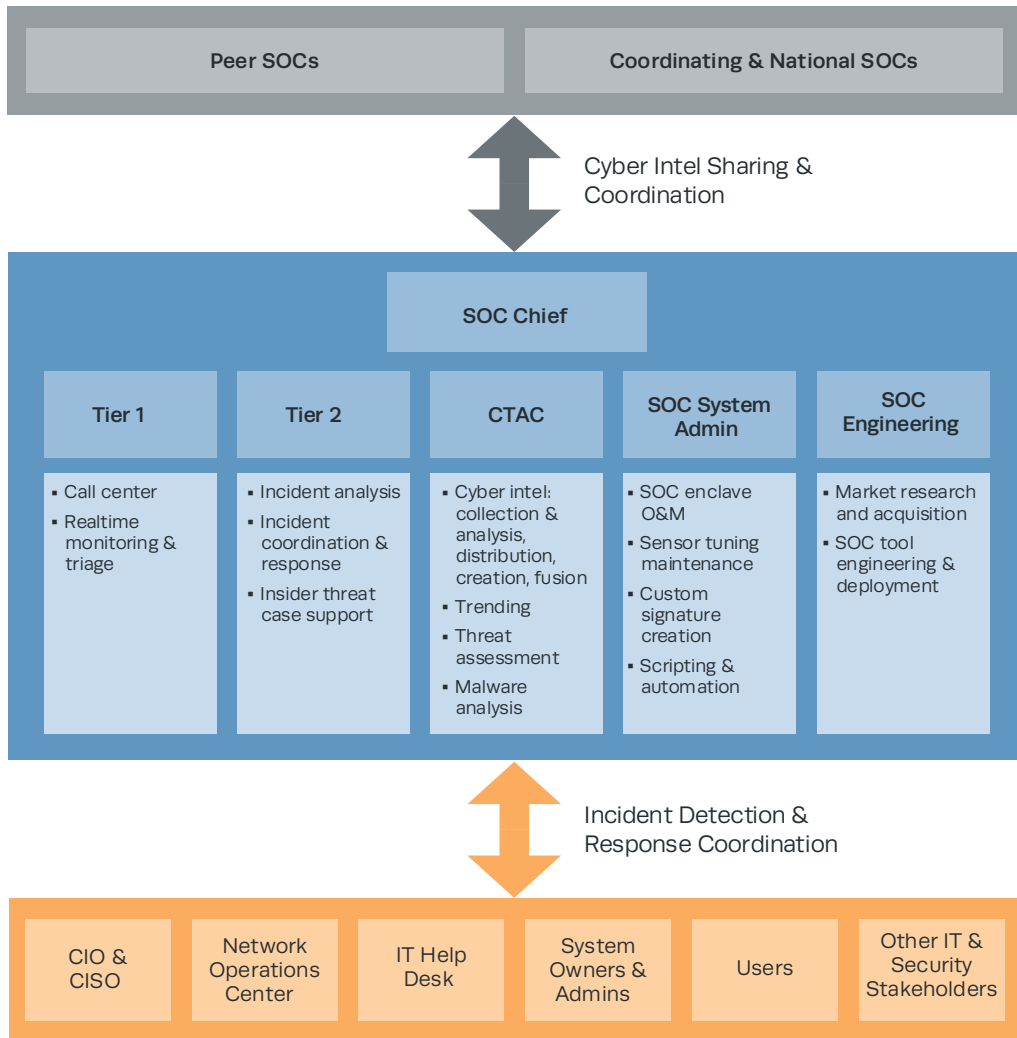 Peer SOCs
Coordinating & National SOCs
Cyber Intel Sharing &
Coordination
SOC Chief
Tier 1
Tier 2
CTAC
SOC System
Admin
SOC
Engineering
▪ Call center
▪ Realtime
monitoring &
triage
▪ Incident analysis
▪ Incident
coordination &
response
▪ Insider threat
case support
▪ Cyber intel:
collection &
analysis,
distribution,
creation, fusion
▪ Trending
▪ Threat
assessment
▪ Malware
analysis
▪ SOC enclave
O&M
▪ Sensor tuning
maintenance
▪ Custom
signature
creation
▪ Scripting &
automation
▪ Market research
and acquisition
▪ SOC tool
engineering &
deployment
Incident Detection &
Response Coordination
CIO &
CISO
Network
Operations
Center
IT Help
Desk
System
Owners &
Admins
Users
Other IT &
Security
Stakeholders